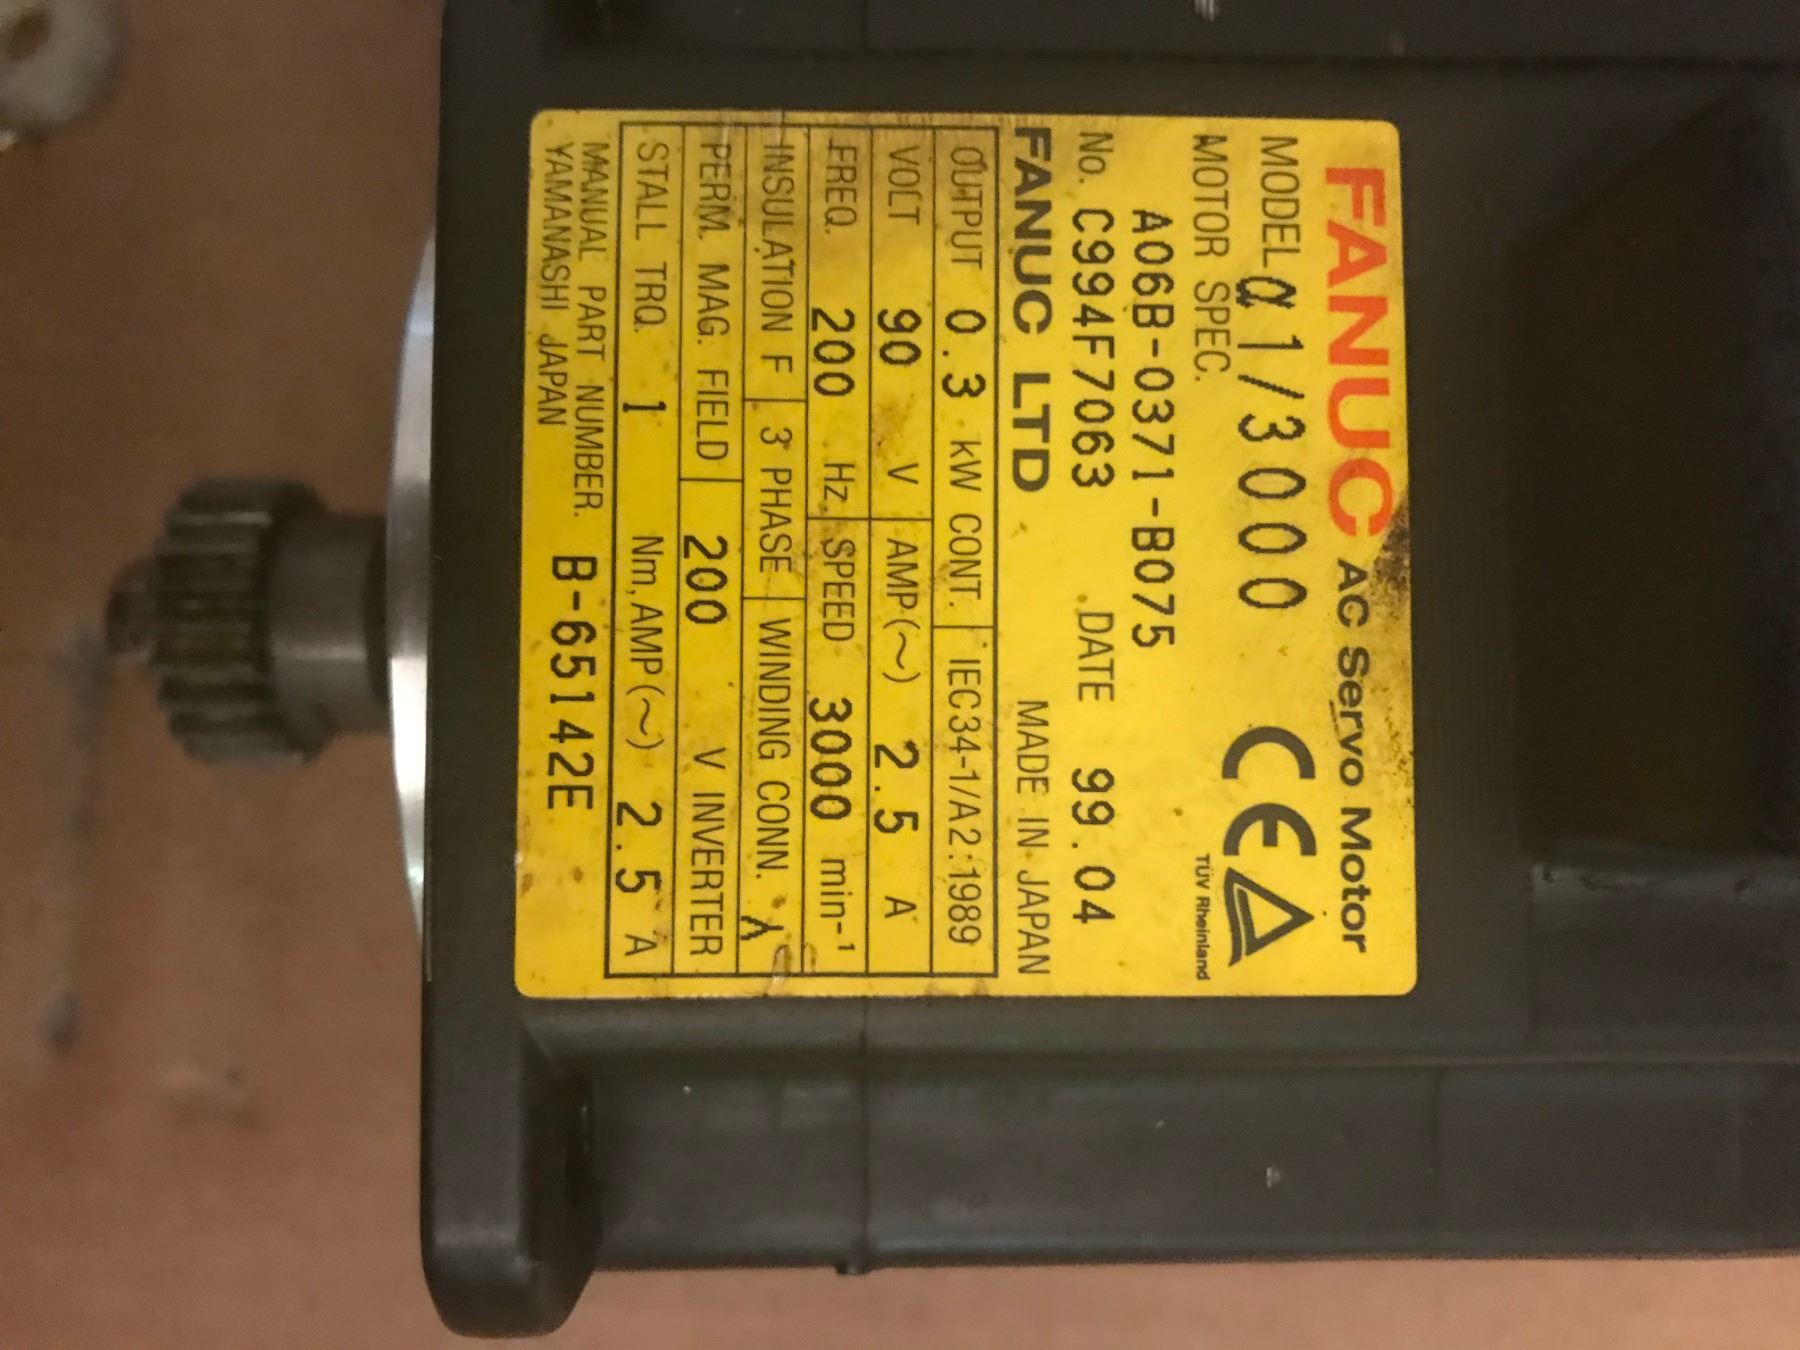 FANUC AC Servo Motor
MODEL α1/3000
MOTOR SPEC.
CE
TÜV Rheinland
A06B-0371-B075
No. C994F7063 DATE 99.04
FANUC LTD MADE IN JAPAN
OUTPUT 0.3 kW CONT. IEC34-1/A2:1989
VOLT 90 V AMP(~) 2.5 A
FREQ. 200 Hz. SPEED 3000 min-¹
INSULATION F 3 PHASE WINDING CONN. Y
PERM. MAG. FIELD 200 V INVERTER
STALL TRQ. 1 Nm, AMP(~) 2.5 A
MANUAL PART NUMBER. B-65142E
YAMANASHI JAPAN